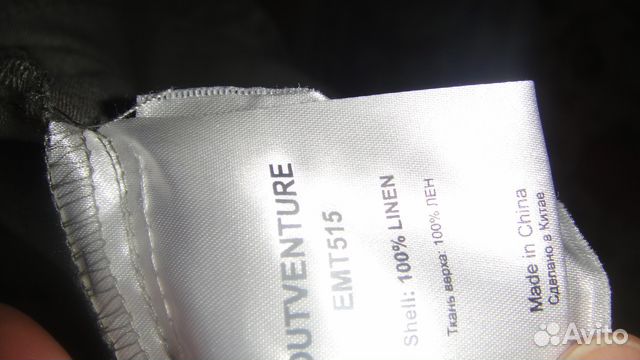 OUTVENTURE
EMT515
Shell: 100% LINEN
Ткань верха: 100% ЛЕН
Made in China
Сделано в Китае
Avito